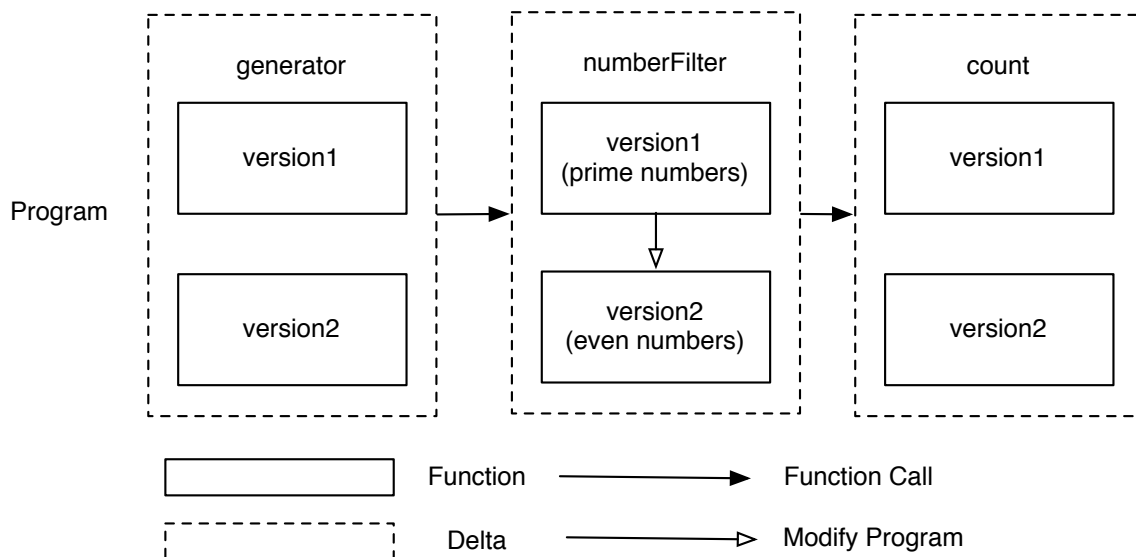 generator
numberFilter
count
version1
version1
(prime numbers)
version1
Program
version2
version2
(even numbers)
version2
Function
Function Call
Delta
Modify Program